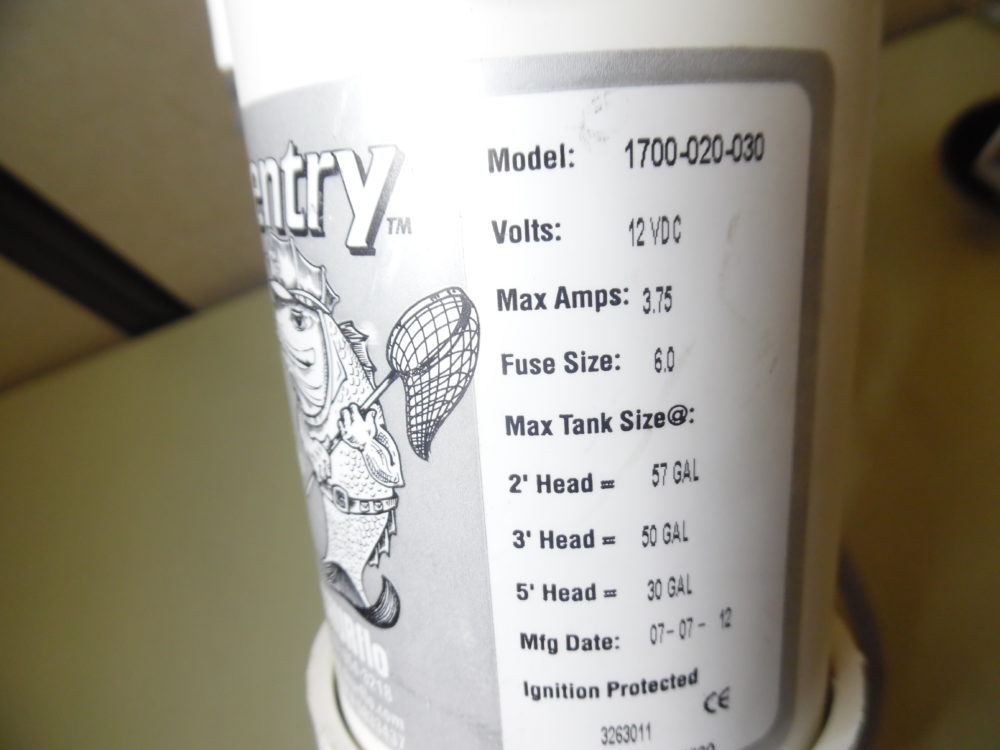 Model: 1700-020-030
Volts: 12 VDC
Max Amps: 3.75
Fuse Size: 6.0
Max Tank Size@:
2' Head = 57 GAL
3' Head = 50 GAL
5' Head = 30 GAL
Mfg Date: 07-07- 12
Ignition Protected
CE
3263011
entry™